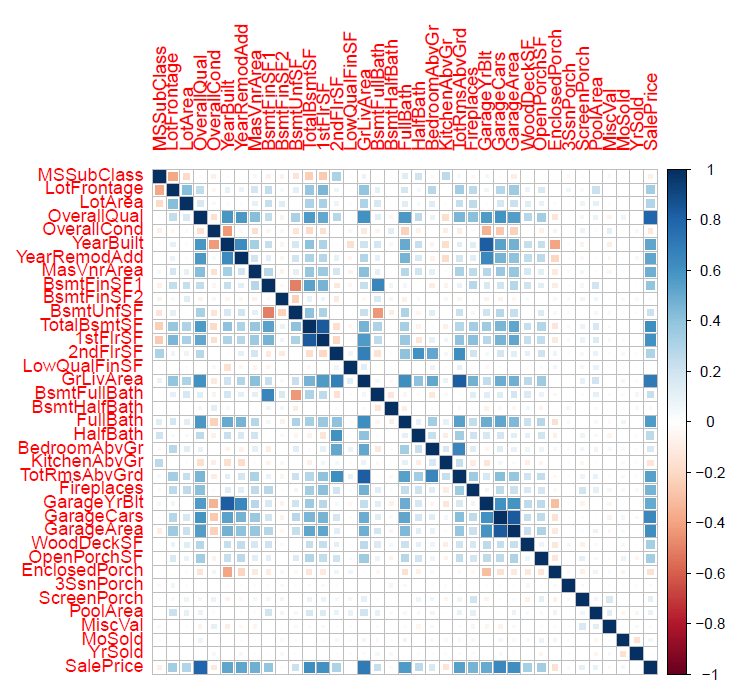 MSSubClass
LotFrontage
LotArea
OverallQual
OverallCond
YearBuilt
YearRemodAdd
MasVnrArea
BsmtFinSF1
BsmtFinSF2
BsmtUnfSF
TotalBsmtSF
1stFlrSF
2ndFlrSF
LowQualFinSF
GrLivArea
BsmtFullBath
BsmtHalfBath
FullBath
HalfBath
BedroomAbvGr
KitchenAbvGr
TotRmsAbvGrd
Fireplaces
GarageYrBlt
GarageCars
GarageArea
WoodDeckSF
OpenPorchSF
EnclosedPorch
3SsnPorch
ScreenPorch
PoolArea
MiscVal
MoSold
YrSold
SalePrice
MSSubClass
LotFrontage
LotArea
OverallQual
OverallCond
YearBuilt
YearRemodAdd
MasVnrArea
BsmtFinSF1
BsmtFinSF2
BsmtUnfSF
TotalBsmtSF
1stFlrSF
2ndFlrSF
LowQualFinSF
GrLivArea
BsmtFullBath
BsmtHalfBath
FullBath
HalfBath
BedroomAbvGr
KitchenAbvGr
TotRmsAbvGrd
Fireplaces
GarageYrBlt
GarageCars
GarageArea
WoodDeckSF
OpenPorchSF
EnclosedPorch
3SsnPorch
ScreenPorch
PoolArea
MiscVal
MoSold
YrSold
SalePrice
1
0.8
0.6
0.4
0.2
0
−0.2
−0.4
−0.6
−0.8
−1